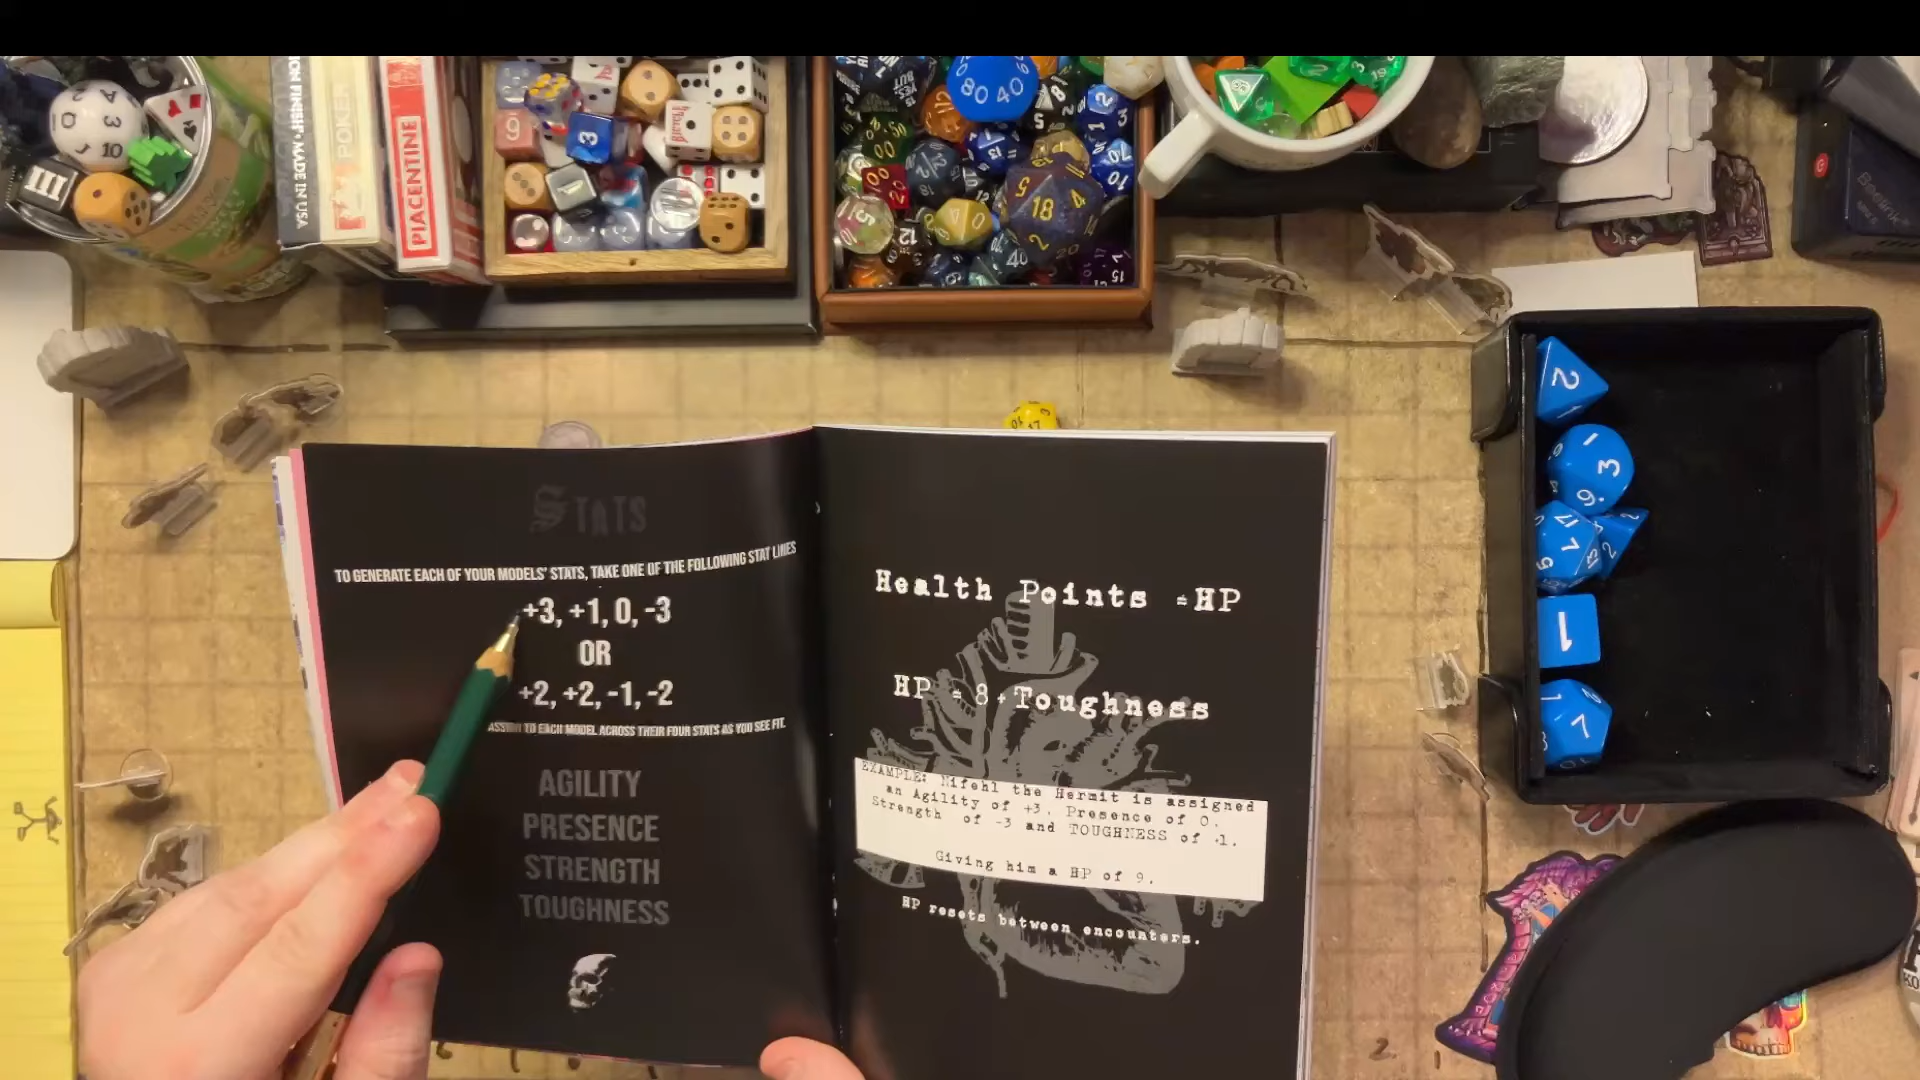 ON FINISH". MADE IN USA
POKER
PIACENTINE
Beelink
STATS
TO GENERATE EACH OF YOUR MODELS' STATS, TAKE ONE OF THE FOLLOWING STAT LINES
+3, +1, 0, -3
OR
+2, +2, -1, -2
ASSIGN TO EACH MODEL ACROSS THEIR FOUR STATS AS YOU SEE FIT.
AGILITY
PRESENCE
STRENGTH
TOUGHNESS
Health Points =HP
HP = 8+Toughness
EXAMPLE: Nifehl the Hermit is assigned
an Agility of +3, Presence of 0,
Strength of -3 and TOUGHNESS of +1.
Giving him a HP of 9.
HP resets between encounters.